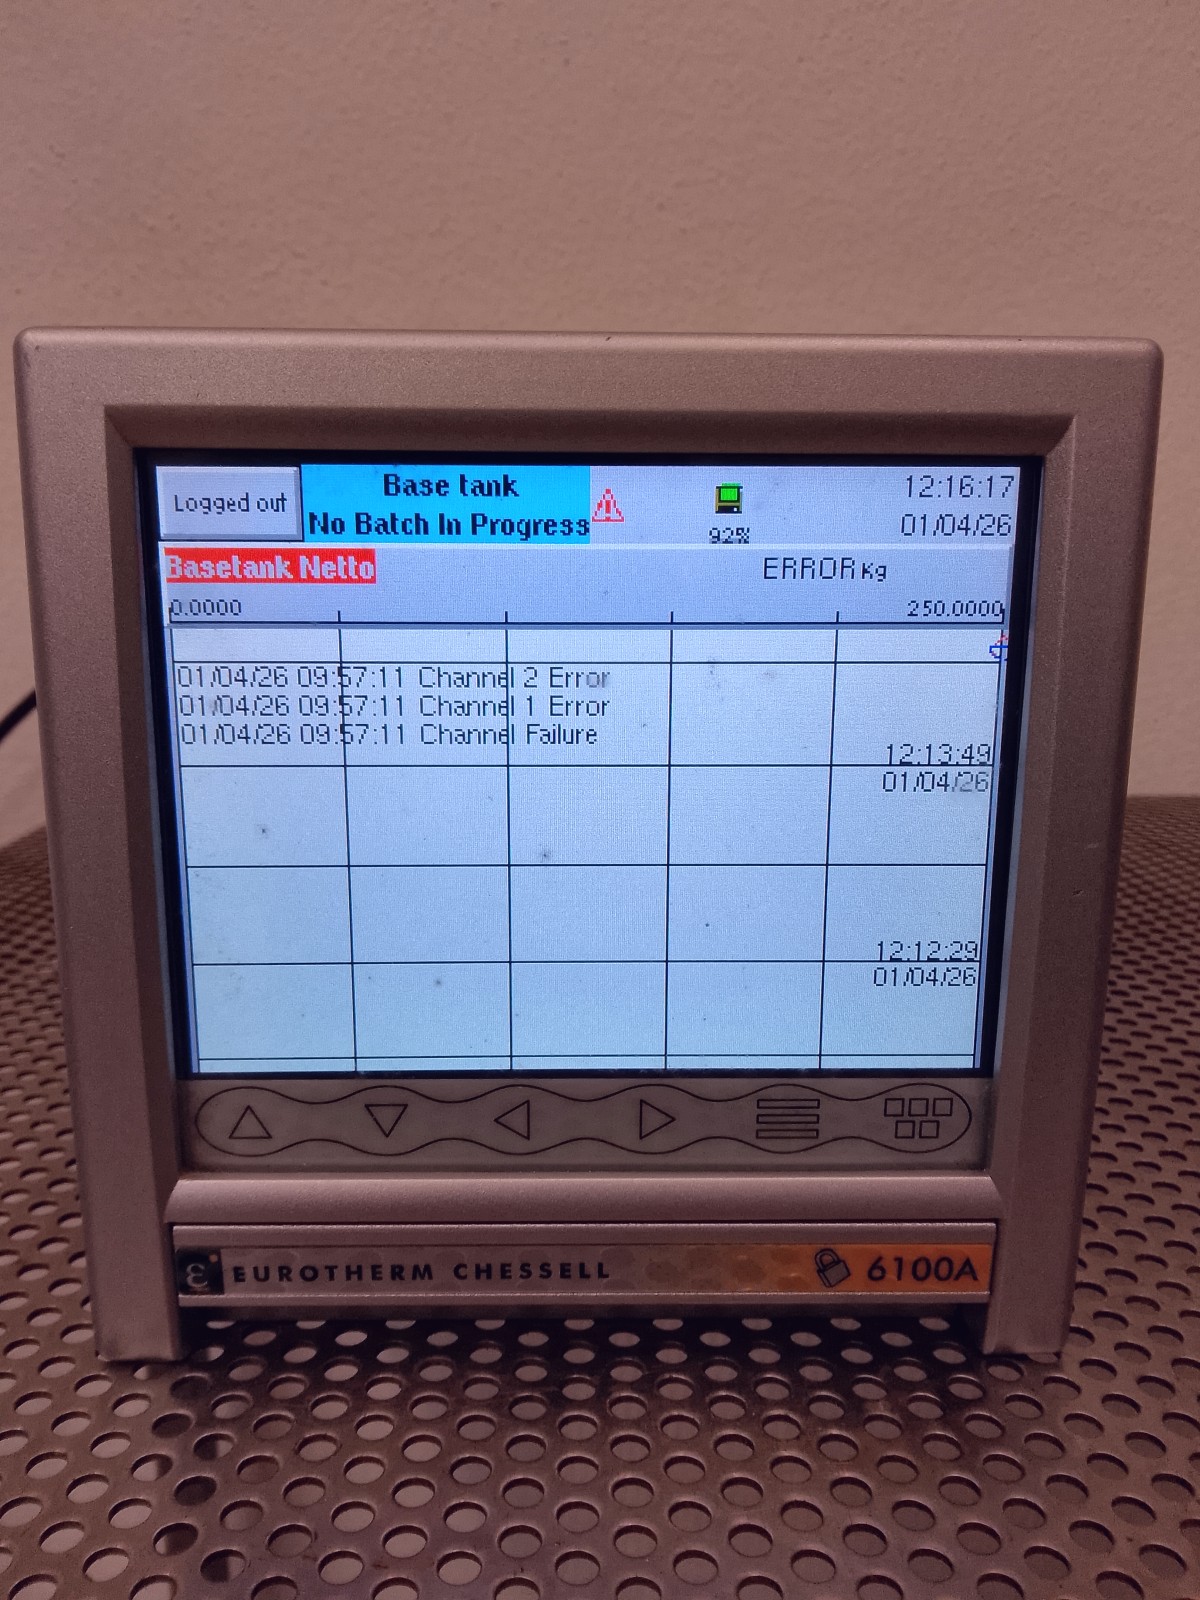 Logged out
Base tank
No Batch In Progress
92%
12:16:17
01/04/26
Basetank Netto
ERROR Kg
0.0000
250.0000
01/04/26 09:57:11 Channel 2 Error
01/04/26 09:57:11 Channel 1 Error
01/04/26 09:57:11 Channel Failure
12:13:49
01/04/26
12:12:29
01/04/26
EUROTHERM CHESSELL
6100A